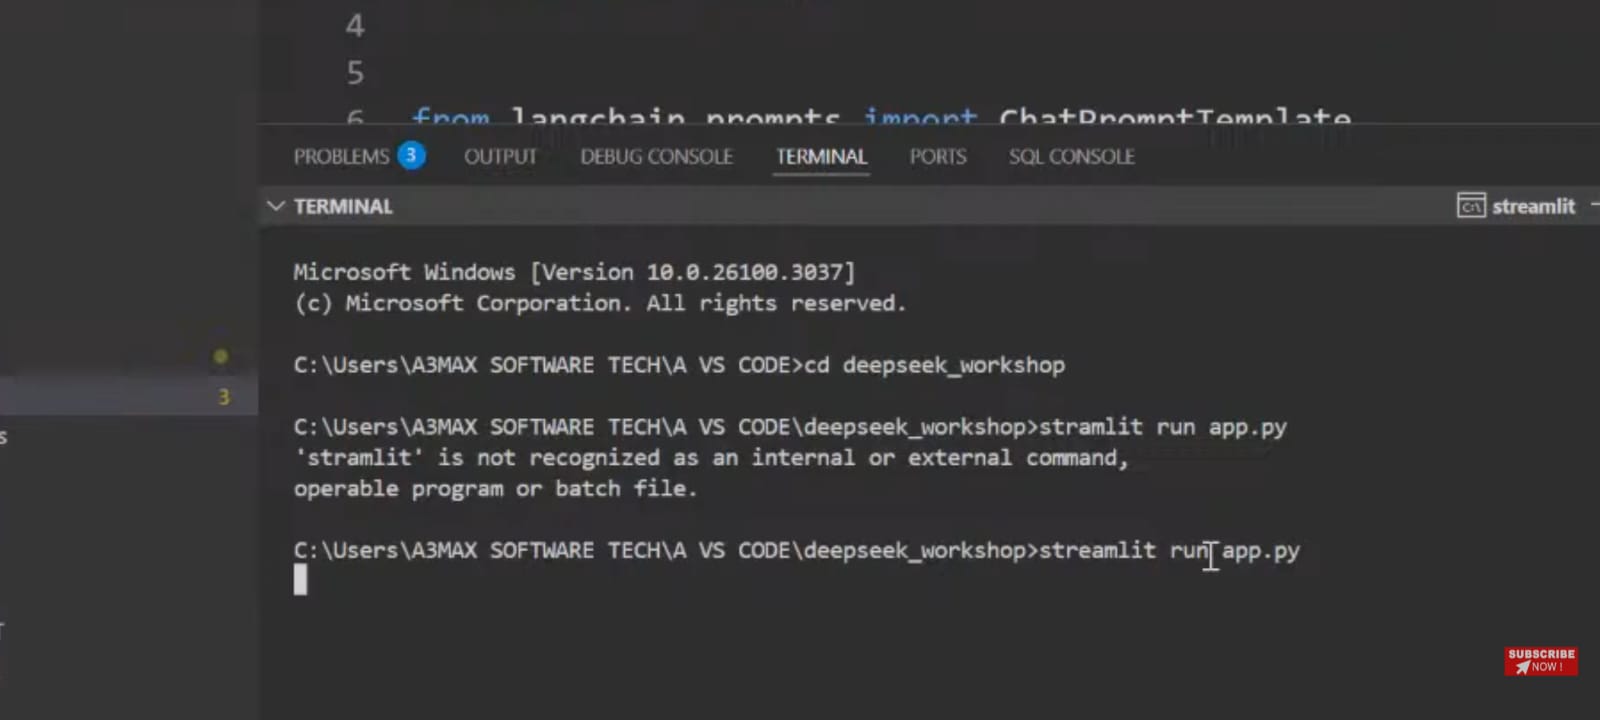 4
5
6 from langchain.prompts import ChatPromptTemplate
PROBLEMS 3 OUTPUT DEBUG CONSOLE TERMINAL PORTS SQL CONSOLE
TERMINAL streamlit
Microsoft Windows [Version 10.0.26100.3037]
(c) Microsoft Corporation. All rights reserved.
C:\Users\A3MAX SOFTWARE TECH\A VS CODE>cd deepseek_workshop
3
C:\Users\A3MAX SOFTWARE TECH\A VS CODE\deepseek_workshop>stramlit run app.py
'stramlit' is not recognized as an internal or external command,
operable program or batch file.
C:\Users\A3MAX SOFTWARE TECH\A VS CODE\deepseek_workshop>streamlit run app.py
SUBSCRIBE
NOW !